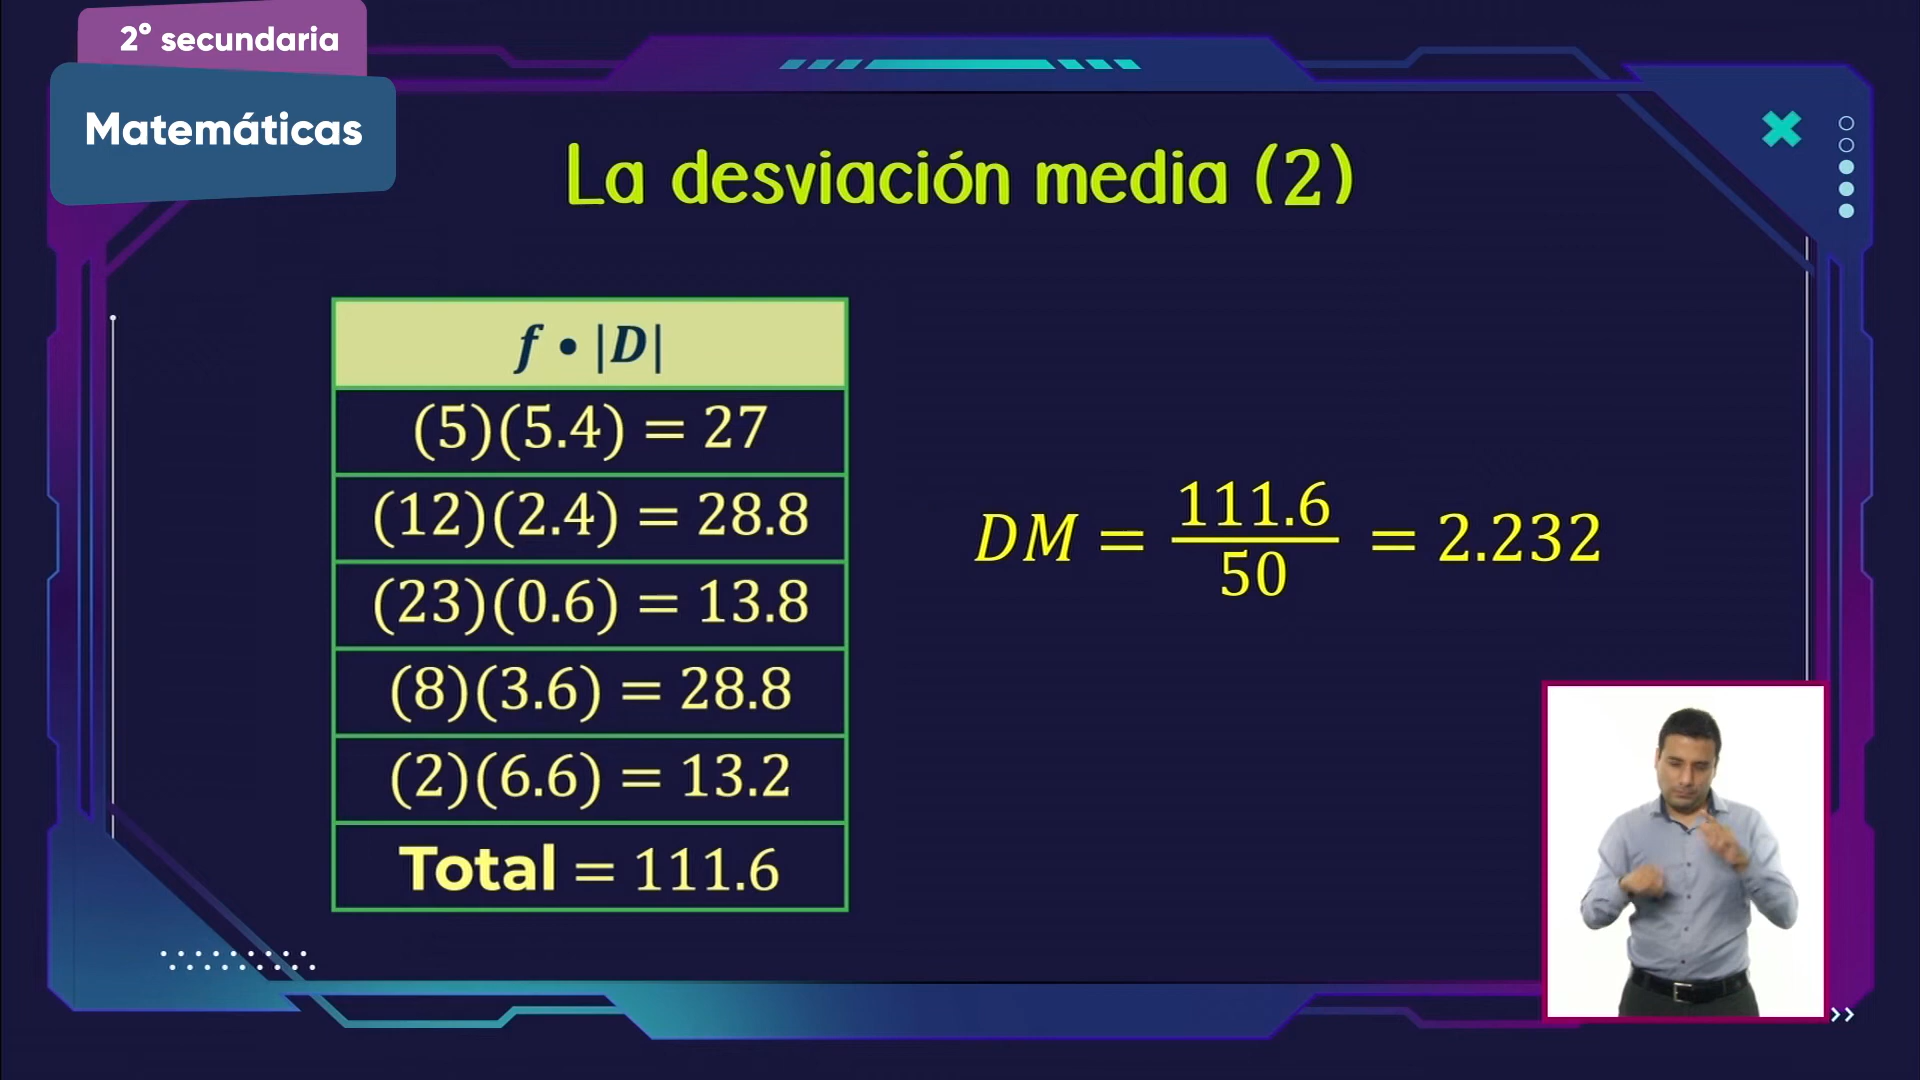 2° secundaria
Matemáticas
La desviación media (2)
f • |D|
(5)(5.4) = 27
(12)(2.4) = 28.8
(23)(0.6) = 13.8
(8)(3.6) = 28.8
(2)(6.6) = 13.2
Total = 111.6
DM = 111.6/50 = 2.232